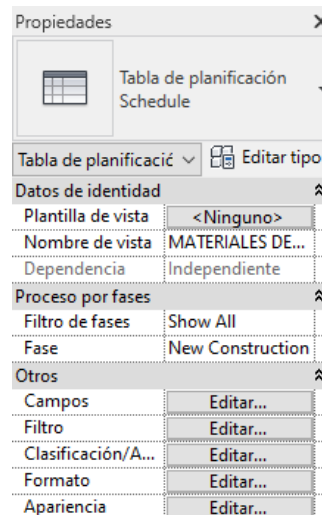 Propiedades
Tabla de planificación
Schedule
Tabla de planificacić
Editar tipo
Datos de identidad
Plantilla de vista <Ninguno>
Nombre de vista MATERIALES DE...
Dependencia Independiente
Proceso por fases
Filtro de fases Show All
Fase New Construction
Otros
Campos Editar...
Filtro Editar...
Clasificación/A... Editar...
Formato Editar...
Apariencia Editar...